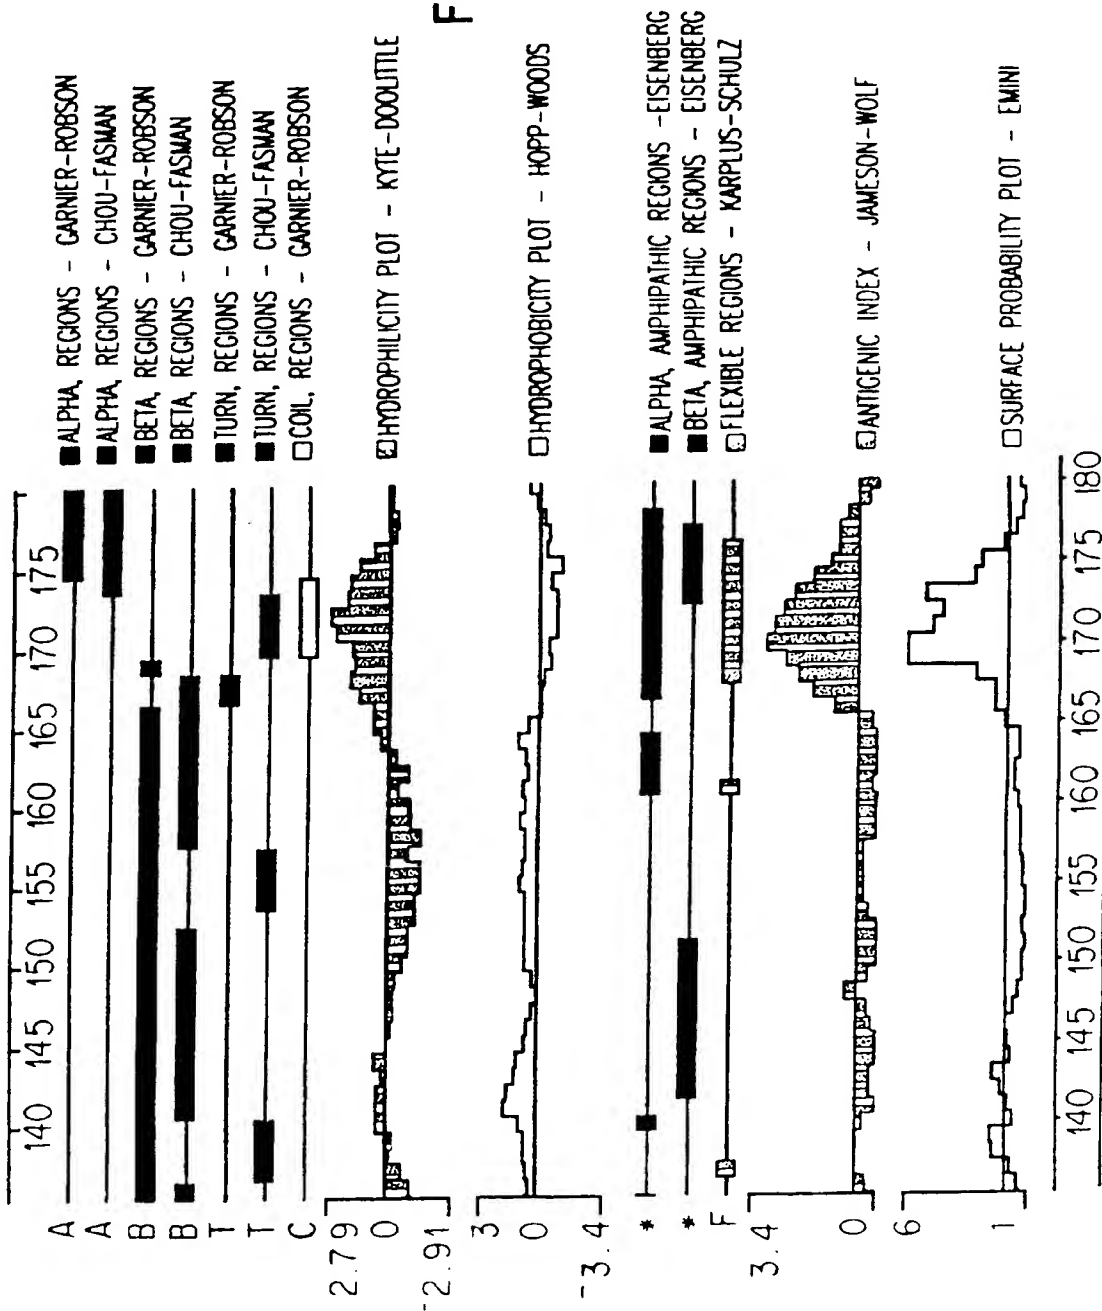 140 145 150 155 160 165 170 175
A ALPHA, REGIONS - GARNIER-ROBSON
A ALPHA, REGIONS - CHOU-FASMAN
B BETA, REGIONS - GARNIER-ROBSON
B BETA, REGIONS - CHOU-FASMAN
T TURN, REGIONS - GARNIER-ROBSON
T TURN, REGIONS - CHOU-FASMAN
C COIL, REGIONS - GARNIER-ROBSON
2.79
0 HYDROPHILICITY PLOT - KYTE-DOOLITTLE
-2.91
F
3
0 HYDROPHOBICITY PLOT - HOPP-WOODS
-3.4
* ALPHA, AMPHIPATHIC REGIONS -EISENBERG
* BETA, AMPHIPATIC REGIONS - EISENBERG
F FLEXIBLE REGIONS - KARPLUS-SCHULZ
3.4
0 ANTIGENIC INDEX - JAMESON-WOLF
6
1 SURFACE PROBABILITY PLOT - EMINI
140 145 150 155 160 165 170 175 180